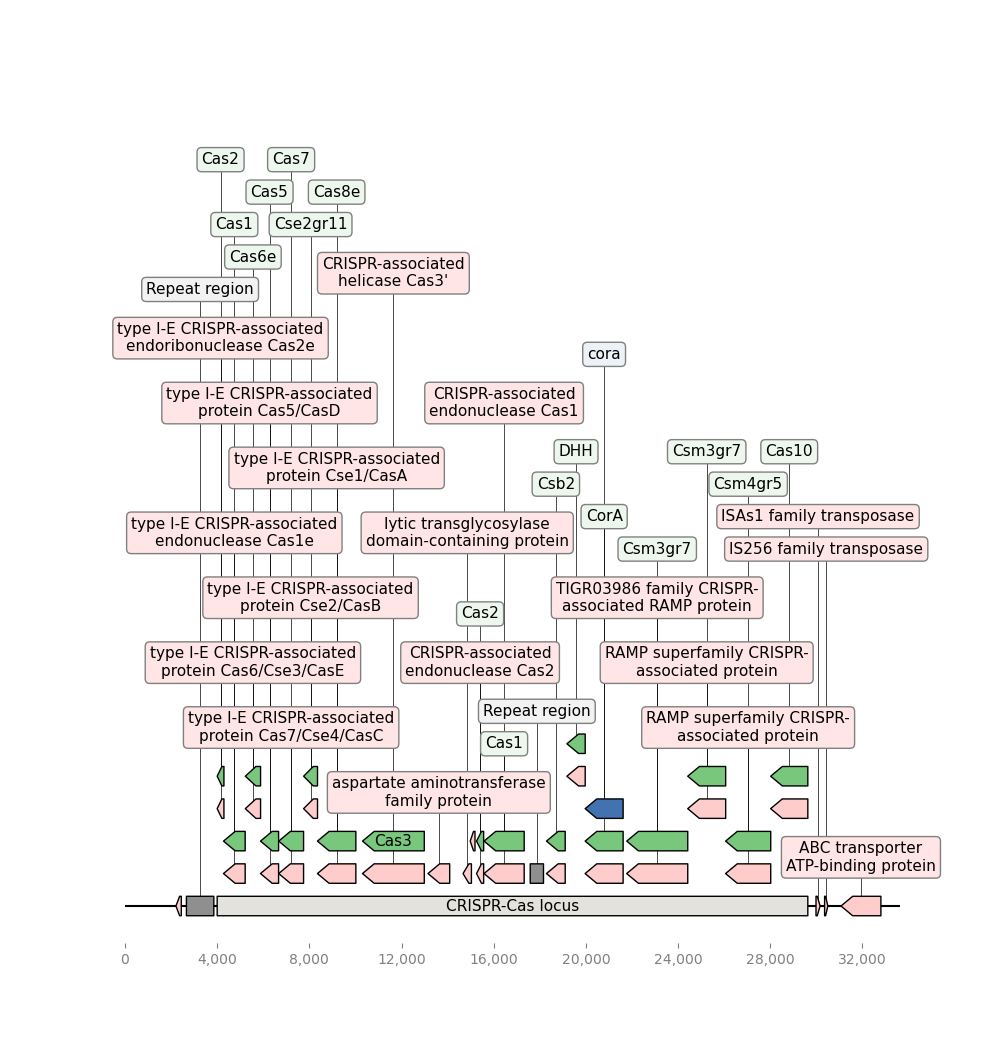 Cas2
Cas7
Cas5
Cas8e
Cas1
Cse2gr11
Cas6e
CRISPR-associated
helicase Cas3'
Repeat region
type I-E CRISPR-associated
endoribonuclease Cas2e
cora
type I-E CRISPR-associated
protein Cas5/CasD
CRISPR-associated
endonuclease Cas1
type I-E CRISPR-associated
protein Cse1/CasA
DHH
Csm3gr7
Cas10
Csb2
Csm4gr5
type I-E CRISPR-associated
endonuclease Cas1e
lytic transglycosylase
domain-containing protein
CorA
ISAs1 family transposase
Csm3gr7
IS256 family transposase
type I-E CRISPR-associated
protein Cse2/CasB
TIGR03986 family CRISPR-
associated RAMP protein
Cas2
type I-E CRISPR-associated
protein Cas6/Cse3/CasE
CRISPR-associated
endonuclease Cas2
RAMP superfamily CRISPR-
associated protein
Repeat region
type I-E CRISPR-associated
protein Cas7/Cse4/CasC
RAMP superfamily CRISPR-
associated protein
Cas1
aspartate aminotransferase
family protein
Cas3
ABC transporter
ATP-binding protein
CRISPR-Cas locus
0 4,000 8,000 12,000 16,000 20,000 24,000 28,000 32,000